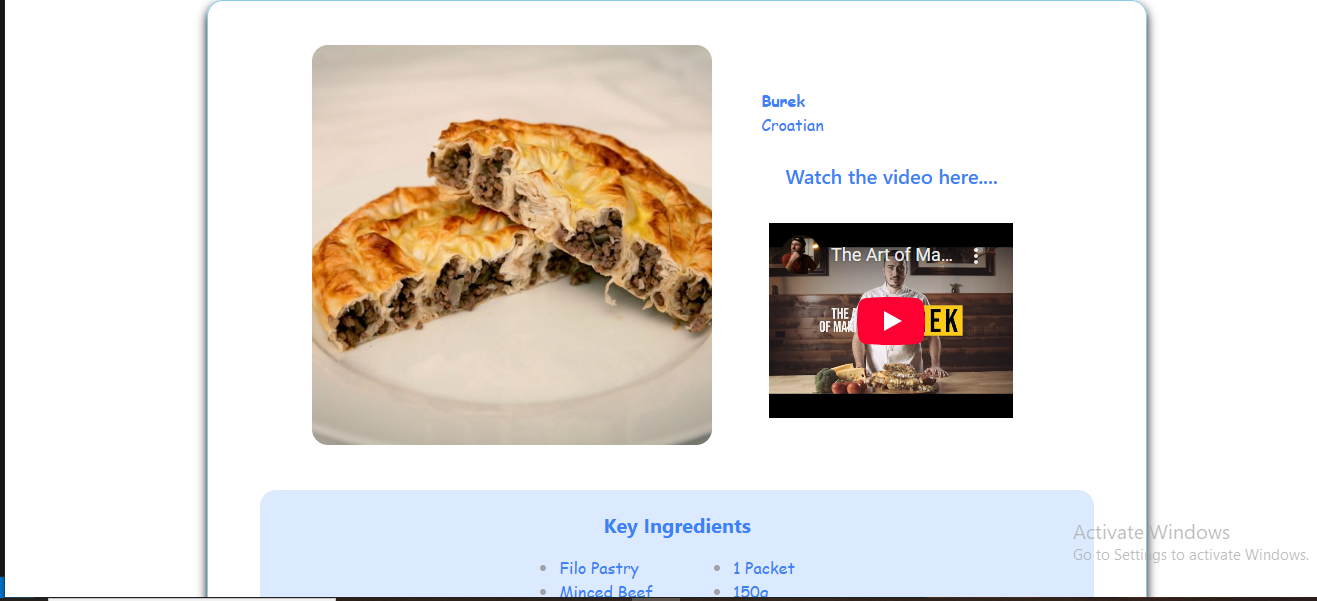 Burek
Croatian
Watch the video here....
The Art of Ma...
THE A
OF MA
EK
Key Ingredients
Filo Pastry
1 Packet
Minced Beef
150g
Activate Windows
Go to Settings to activate Windows.